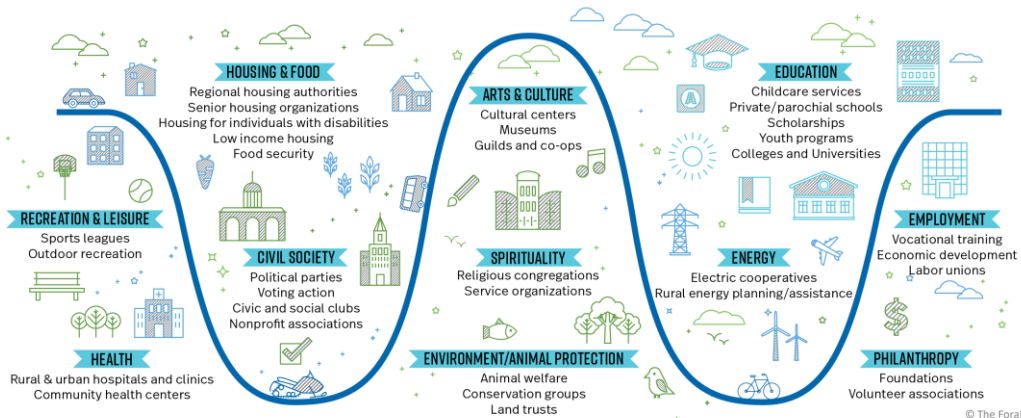 HOUSING & FOOD
Regional housing authorities
Senior housing organizations
Housing for individuals with disabilities
Low income housing
Food security
ARTS & CULTURE
Cultural centers
Museums
Guilds and co-ops
EDUCATION
Childcare services
Private/parochial schools
Scholarships
Youth programs
Colleges and Universities
A
RECREATION & LEISURE
Sports leagues
Outdoor recreation
CIVIL SOCIETY
Political parties
Voting action
Civic and social clubs
Nonprofit associations
SPIRITUALITY
Religious congregations
Service organizations
ENERGY
Electric cooperatives
Rural energy planning/assistance
EMPLOYMENT
Vocational training
Economic development
Labor unions
$
HEALTH
Rural & urban hospitals and clinics
Community health centers
ENVIRONMENT/ANIMAL PROTECTION
Animal welfare
Conservation groups
Land trusts
PHILANTHROPY
Foundations
Volunteer associations
© The Foral